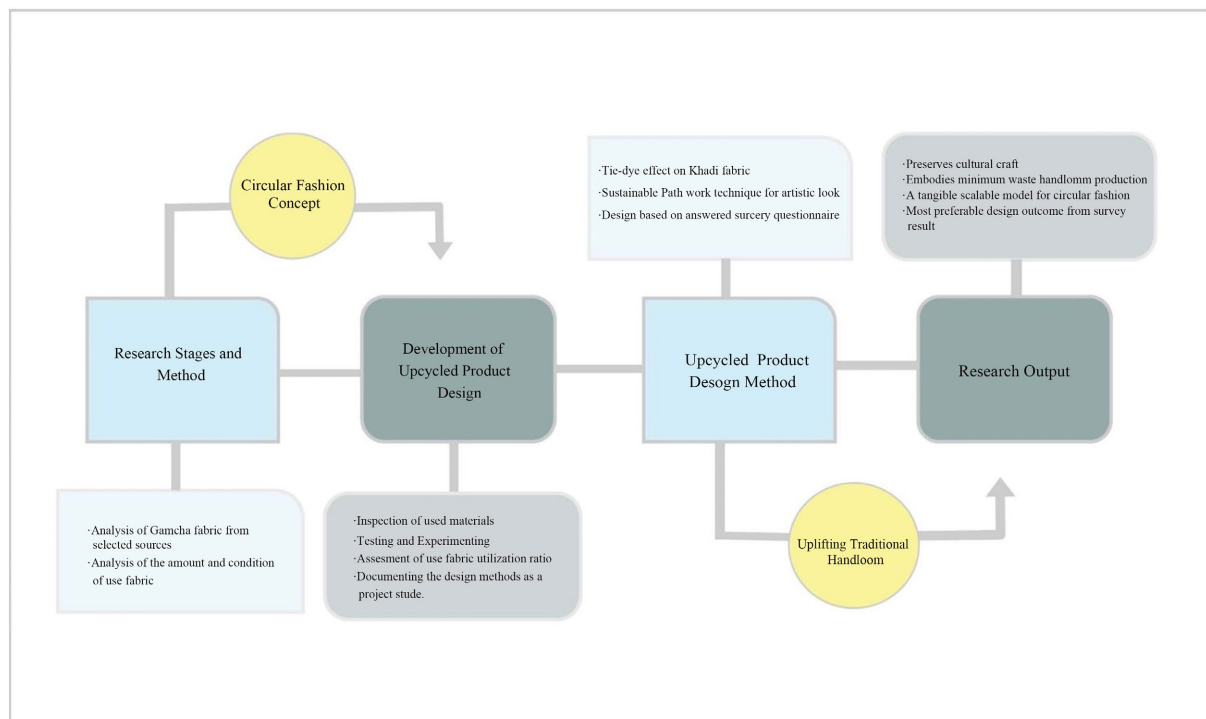 Circular Fashion
Concept
Research Stages and
Method
·Analysis of Gamcha fabric from
selected sources
·Analysis of the amount and condition
of use fabric
Development of
Upcycled Product
Design
·Inspection of used materials
·Testing and Experimenting
·Assesment of use fabric utilization ratio
·Documenting the design methods as a
project stude.
·Tie-dye effect on Khadi fabric
·Sustainable Path work technique for artistic look
·Design based on answered surcery questionnaire
Upcycled Product
Desogn Method
Uplifting Traditional
Handloom
·Preserves cultural craft
·Embodies minimum waste handlomm production
·A tangible scalable model for circular fashion
·Most preferable design outcome from survey
result
Research Output